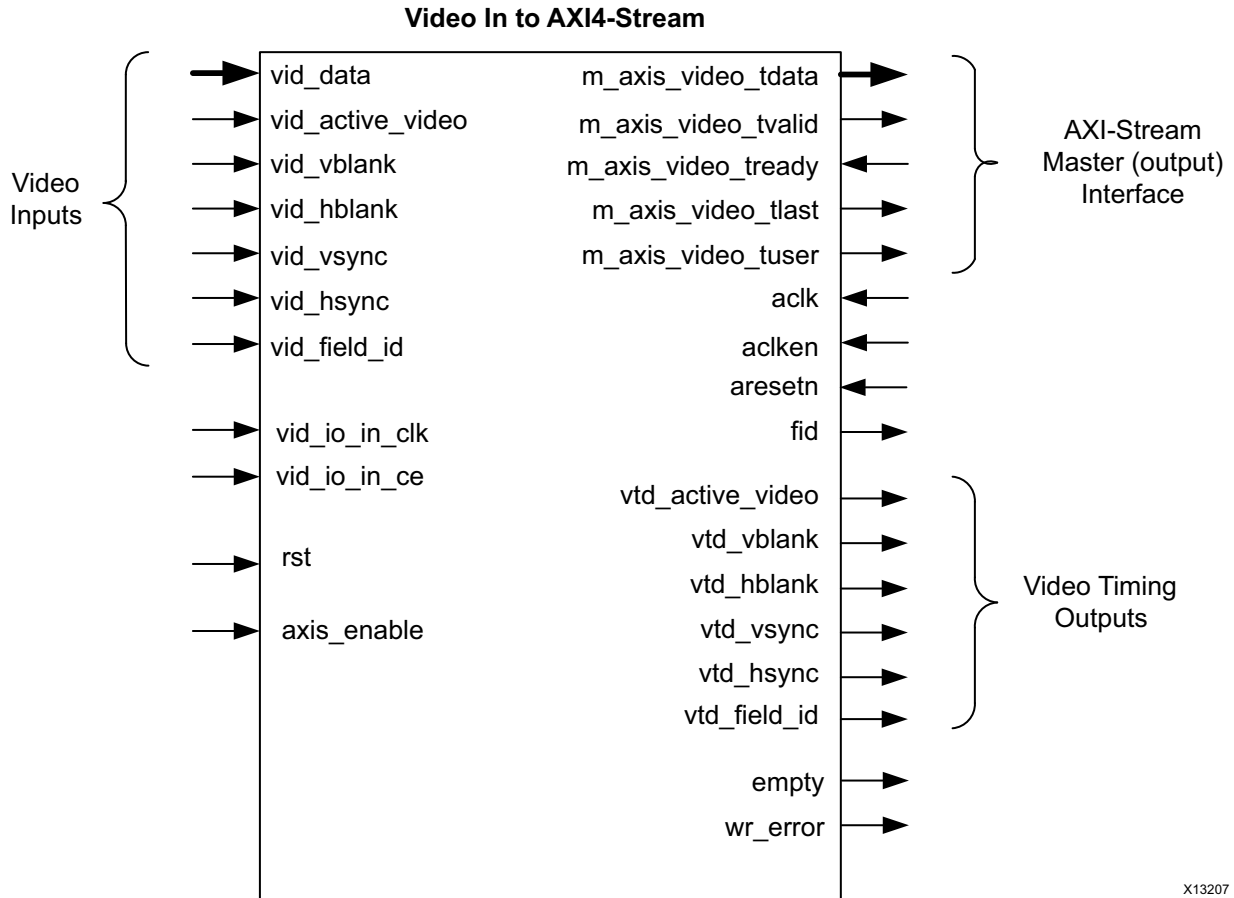 Video In to AXI4-Stream
Video
Inputs
vid_data
vid_active_video
vid_vblank
vid_hblank
vid_vsync
vid_hsync
vid_field_id
vid_io_in_clk
vid_io_in_ce
rst
axis_enable
m_axis_video_tdata
m_axis_video_tvalid
m_axis_video_tready
m_axis_video_tlast
m_axis_video_tuser
aclk
aclken
aresetn
fid
vtd_active_video
vtd_vblank
vtd_hblank
vtd_vsync
vtd_hsync
vtd_field_id
empty
wr_error
AXI-Stream
Master (output)
Interface
Video Timing
Outputs
X13207